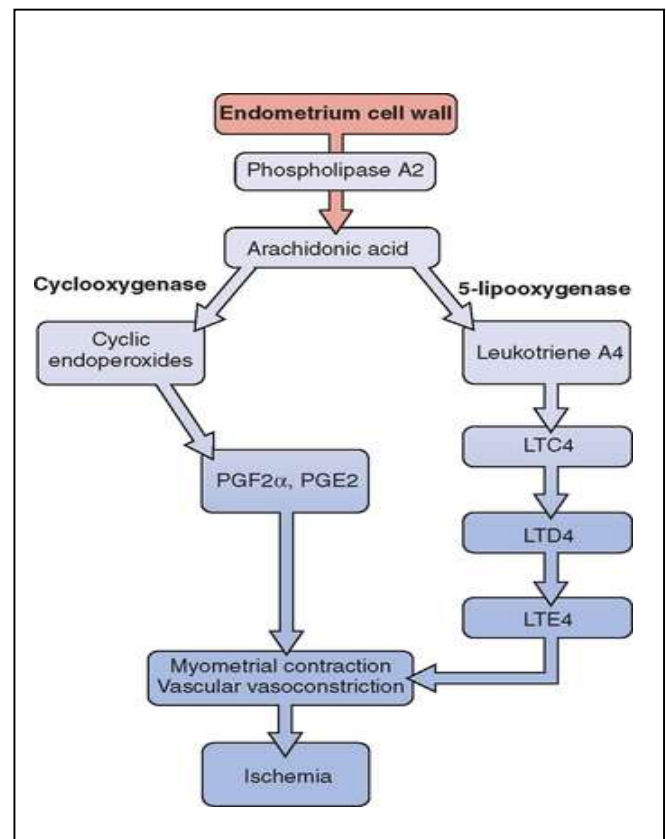 Endometrium cell wall
Phospholipase A2
Arachidonic acid
Cyclooxygenase
5-lipooxygenase
Cyclic
endoperoxides
Leukotriene A4
LTC4
PGF2α, PGE2
LTD4
LTE4
Myometrial contraction
Vascular vasoconstriction
Ischemia